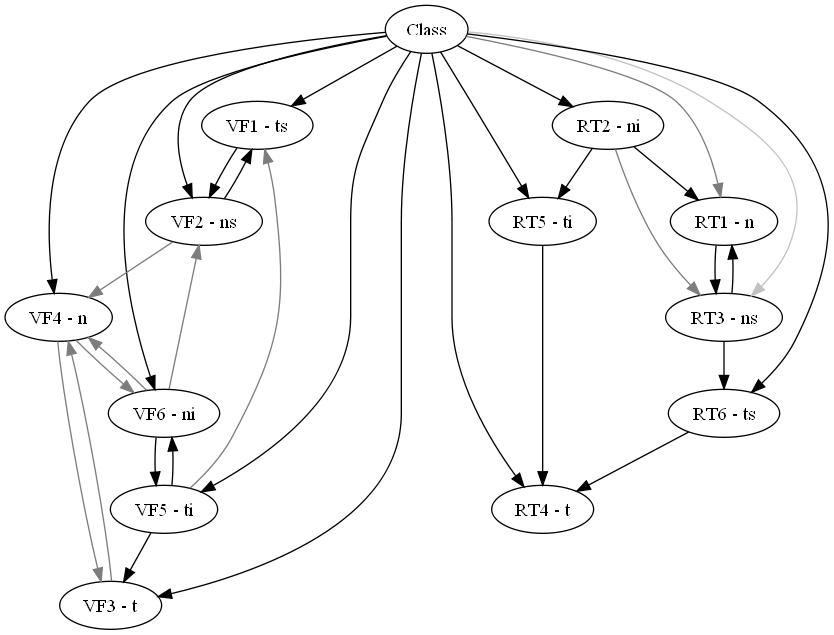 Class
VF1 - ts
RT2 - ni
VF2 - ns
RT5 - ti
RT1 - n
VF4 - n
RT3 - ns
VF6 - ni
RT6 - ts
VF5 - ti
RT4 - t
VF3 - t